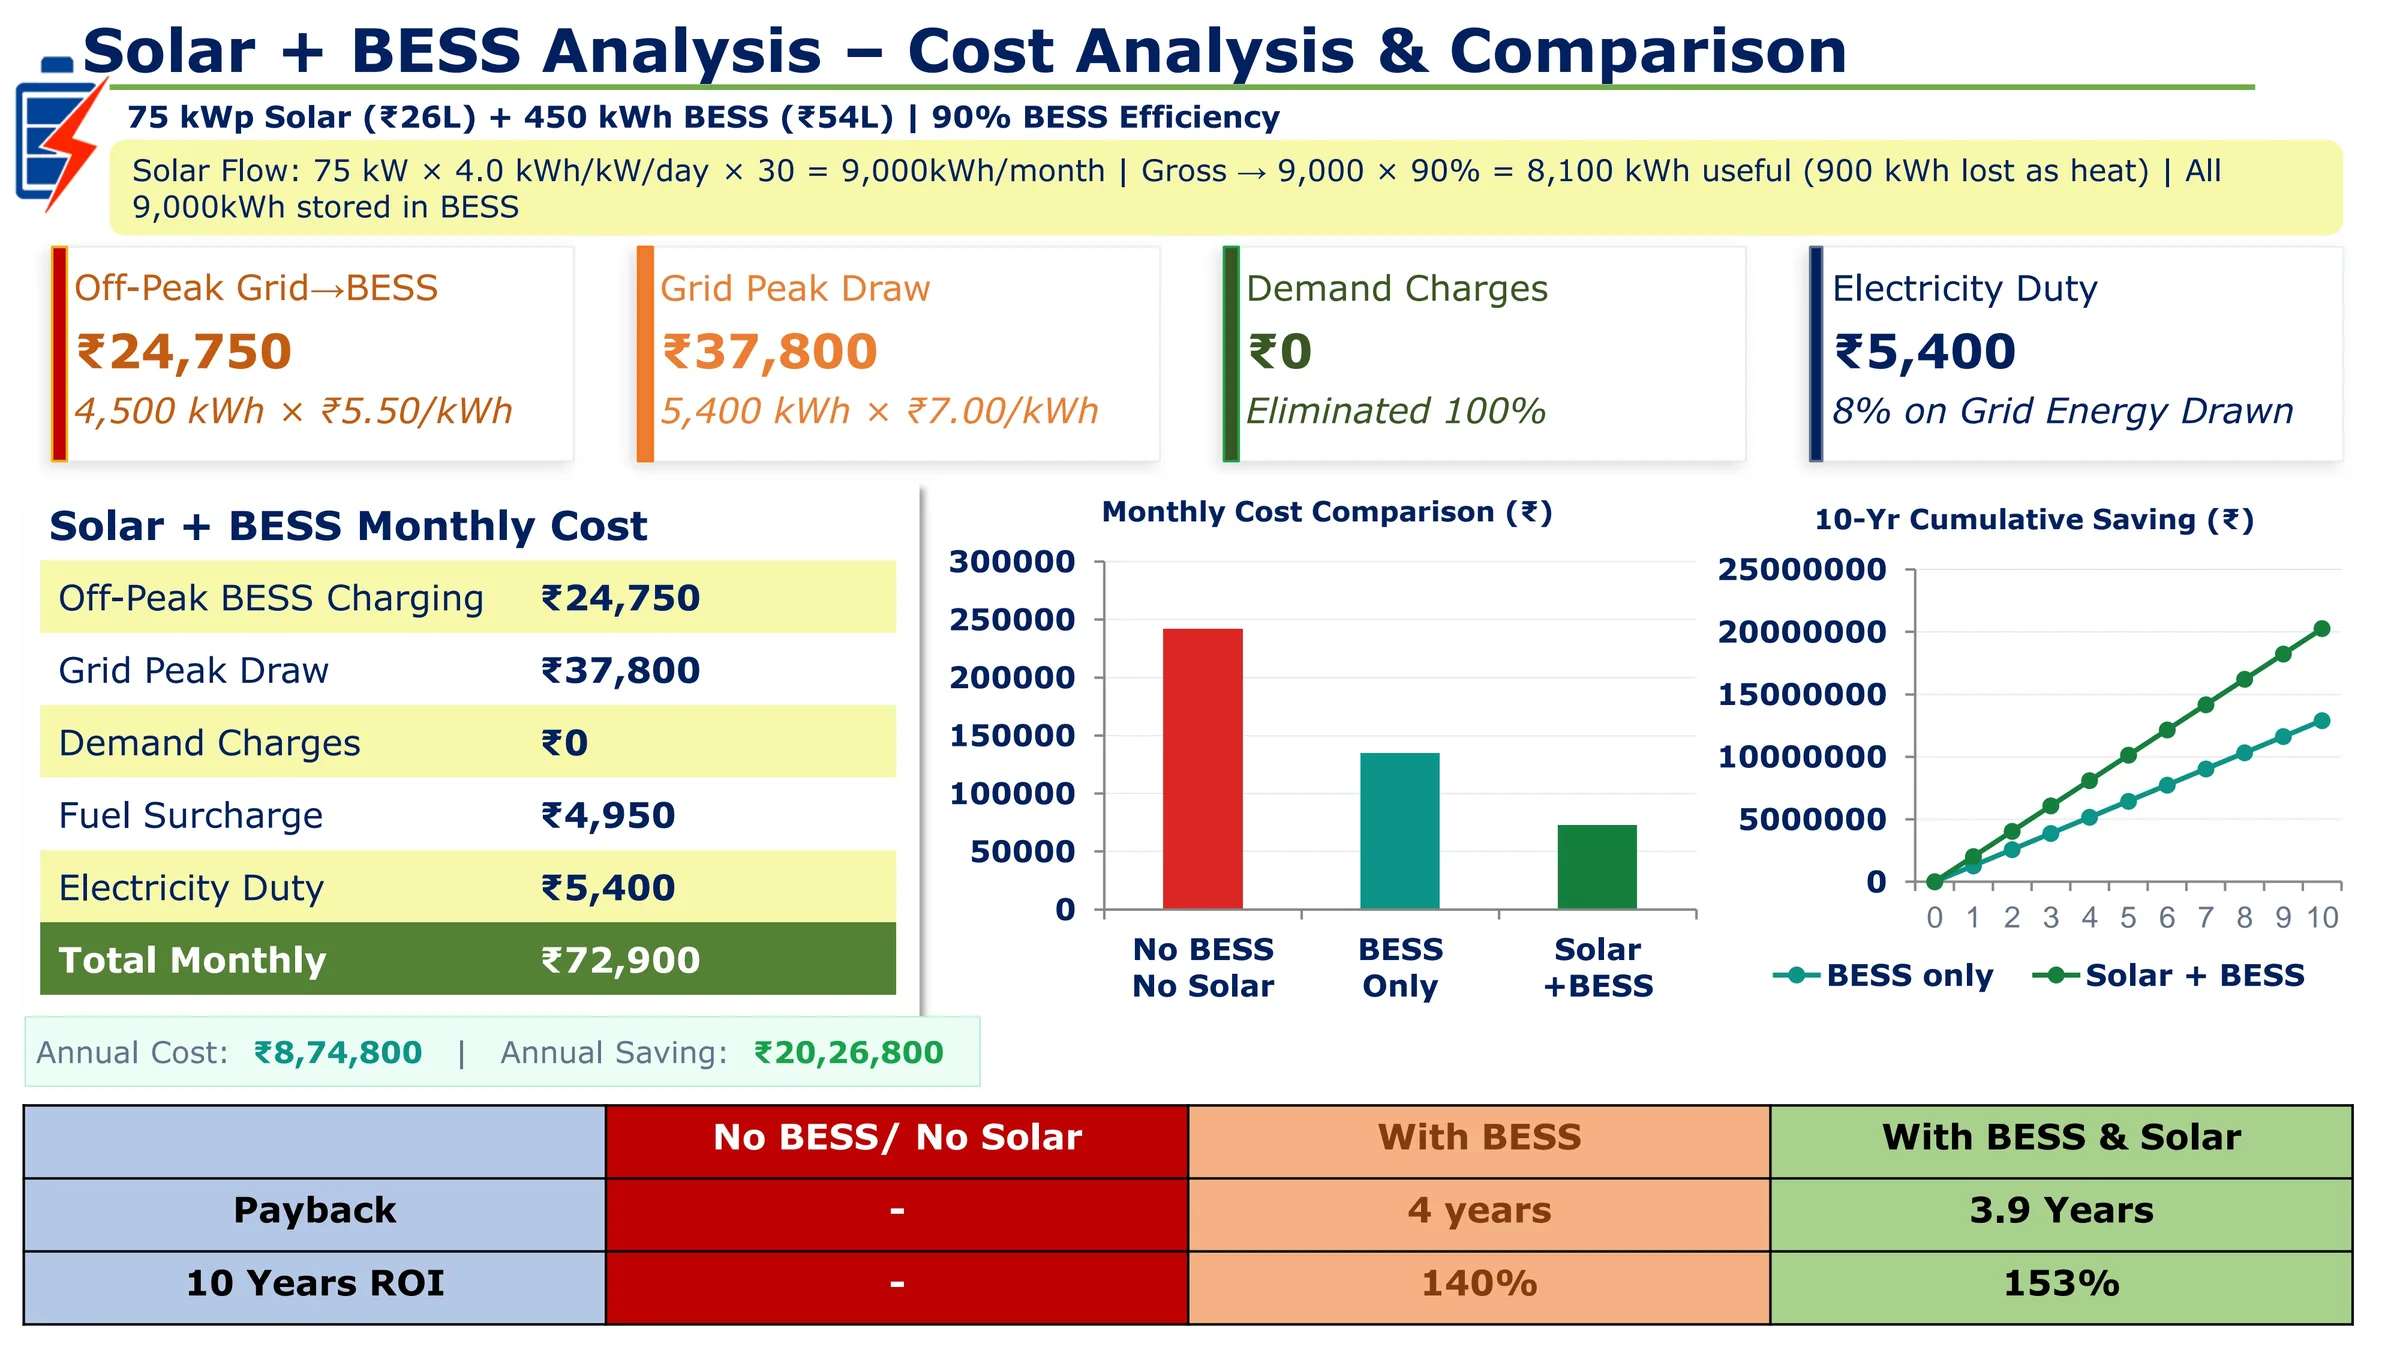 Solar + BESS Analysis – Cost Analysis & Comparison
75 kWp Solar (₹26L) + 450 kWh BESS (₹54L) | 90% BESS Efficiency
Solar Flow: 75 kW × 4.0 kWh/kW/day × 30 = 9,000kWh/month | Gross → 9,000 × 90% = 8,100 kWh useful (900 kWh lost as heat) | All
9,000kWh stored in BESS
Off-Peak Grid→BESS
₹24,750
4,500 kWh × ₹5.50/kWh
Grid Peak Draw
₹37,800
5,400 kWh × ₹7.00/kWh
Demand Charges
₹0
Eliminated 100%
Electricity Duty
₹5,400
8% on Grid Energy Drawn
Solar + BESS Monthly Cost
Off-Peak BESS Charging ₹24,750
Grid Peak Draw ₹37,800
Demand Charges ₹0
Fuel Surcharge ₹4,950
Electricity Duty ₹5,400
Total Monthly ₹72,900
Annual Cost: ₹8,74,800 | Annual Saving: ₹20,26,800
Monthly Cost Comparison (₹)
300000
250000
200000
150000
100000
50000
0
No BESS No Solar
BESS Only
Solar +BESS
10-Yr Cumulative Saving (₹)
25000000
20000000
15000000
10000000
5000000
0
0 1 2 3 4 5 6 7 8 9 10
BESS only Solar + BESS
No BESS/ No Solar With BESS With BESS & Solar
Payback - 4 years 3.9 Years
10 Years ROI - 140% 153%